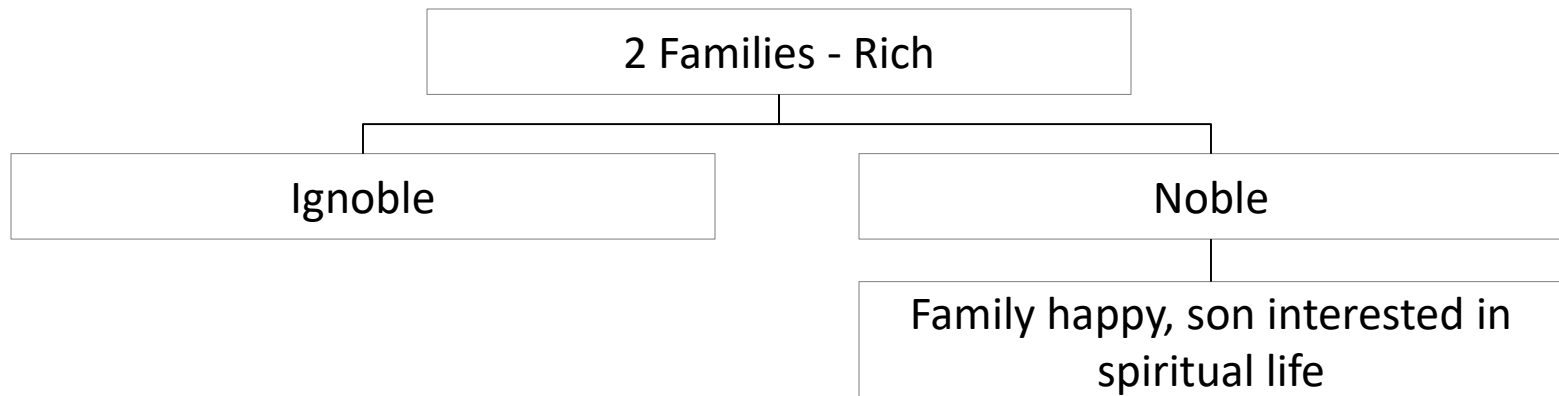 2 Families - Rich
Ignoble
Noble
Family happy, son interested in
spiritual life